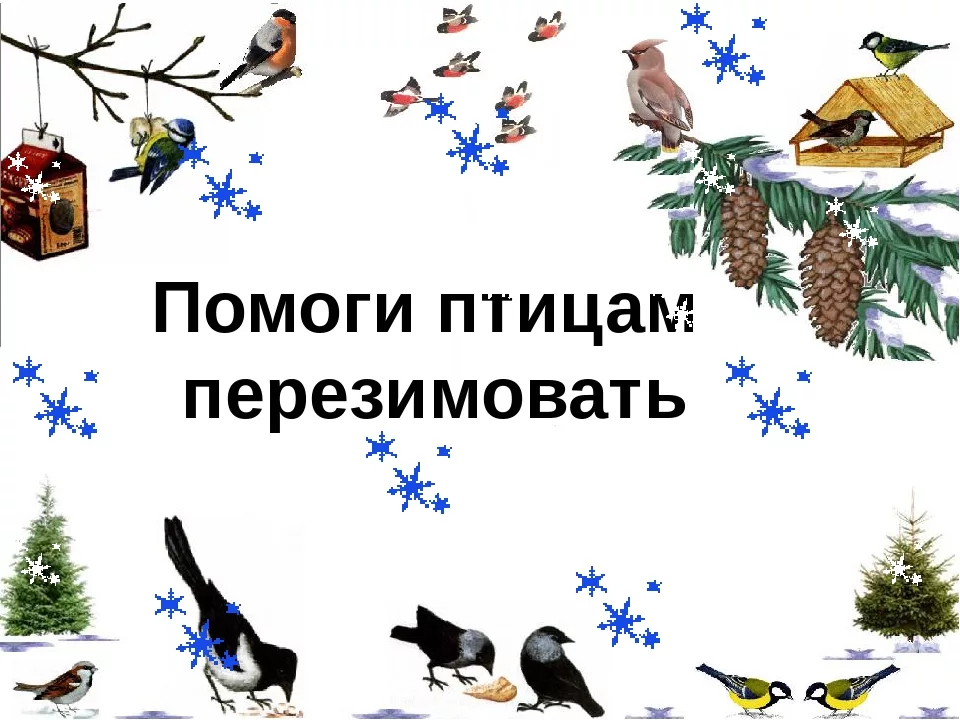 Помоги птицам
перезимовать